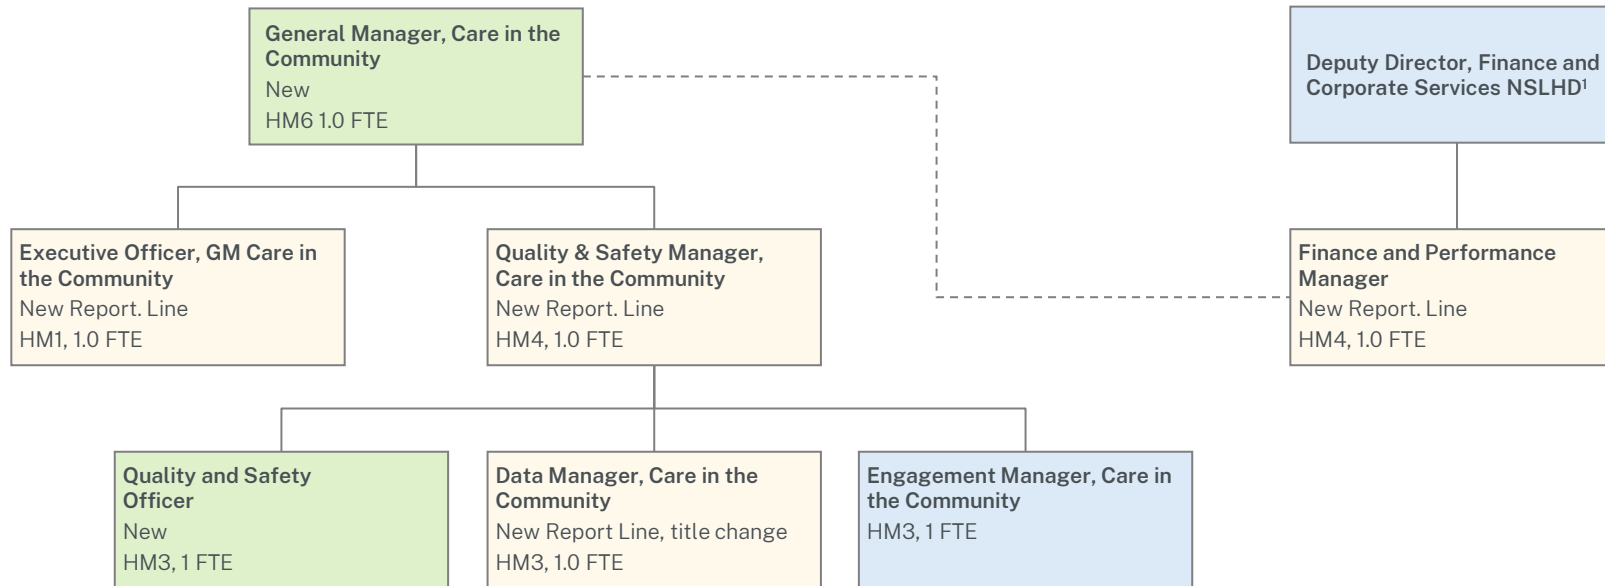 General Manager, Care in the
Community
New
HM6 1.0 FTE
Deputy Director, Finance and
Corporate Services NSLHD¹
Executive Officer, GM Care in
the Community
New Report. Line
HM1, 1.0 FTE
Quality & Safety Manager,
Care in the Community
New Report. Line
HM4, 1.0 FTE
Finance and Performance
Manager
New Report. Line
HM4, 1.0 FTE
Quality and Safety
Officer
New
HM3, 1 FTE
Data Manager, Care in the
Community
New Report Line, title change
HM3, 1.0 FTE
Engagement Manager, Care in
the Community
HM3, 1 FTE